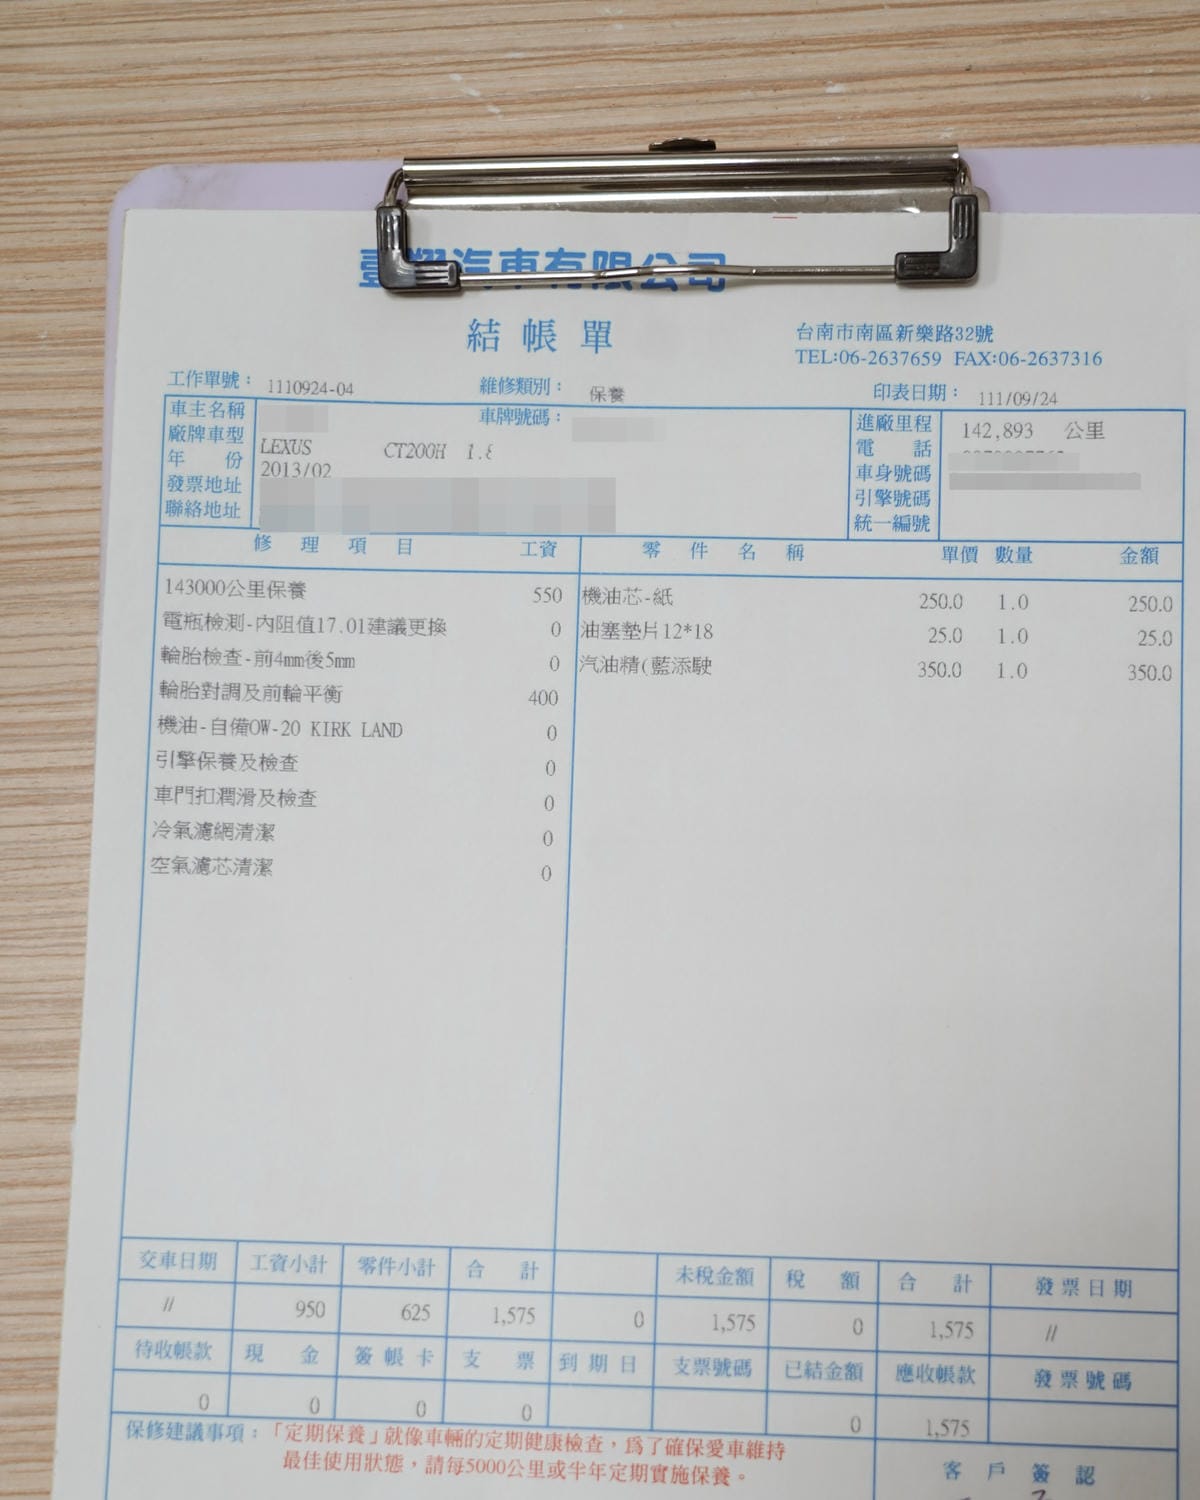 翔汽車有限公司
結帳單
台南市南區新樂路32號
TEL:06-2637659 FAX:06-2637316
工作單號： 1110924-04 維修類別： 保養 印表日期： 111/09/24
車主名稱 車牌號碼： 進廠里程 142,893 公里
廠牌車型 LEXUS CT200H 1.8 電話
年份 2013/02 車身號碼
發票地址 引擎號碼
聯絡地址 統一編號
修理項目 工資 零件名稱 單價 數量 金額
143000公里保養 550 機油芯-紙 250.0 1.0 250.0
電瓶檢測-內阻值17.01建議更換 0 油塞墊片12*18 25.0 1.0 25.0
輪胎檢查-前4mm後5mm 0 汽油精(藍添駛 350.0 1.0 350.0
輪胎對調及前輪平衡 400
機油-自備0W-20 KIRK LAND 0
引擎保養及檢查 0
車門扣潤滑及檢查 0
冷氣濾網清潔 0
空氣濾芯清潔 0
交車日期 工資小計 零件小計 合計 未稅金額 稅額 合計 發票日期
// 950 625 1,575 0 1,575 0 1,575 //
待收帳款 現金 簽帳卡 支票 到期日 支票號碼 已結金額 應收帳款 發票號碼
0 0 0 0 0 1,575
保修建議事項：「定期保養」就像車輛的定期健康檢查，為了確保愛車維持
最佳使用狀態，請每5000公里或半年定期實施保養。
客戶簽認